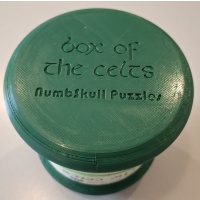 box of
the celts
NumbSkull Puzzles